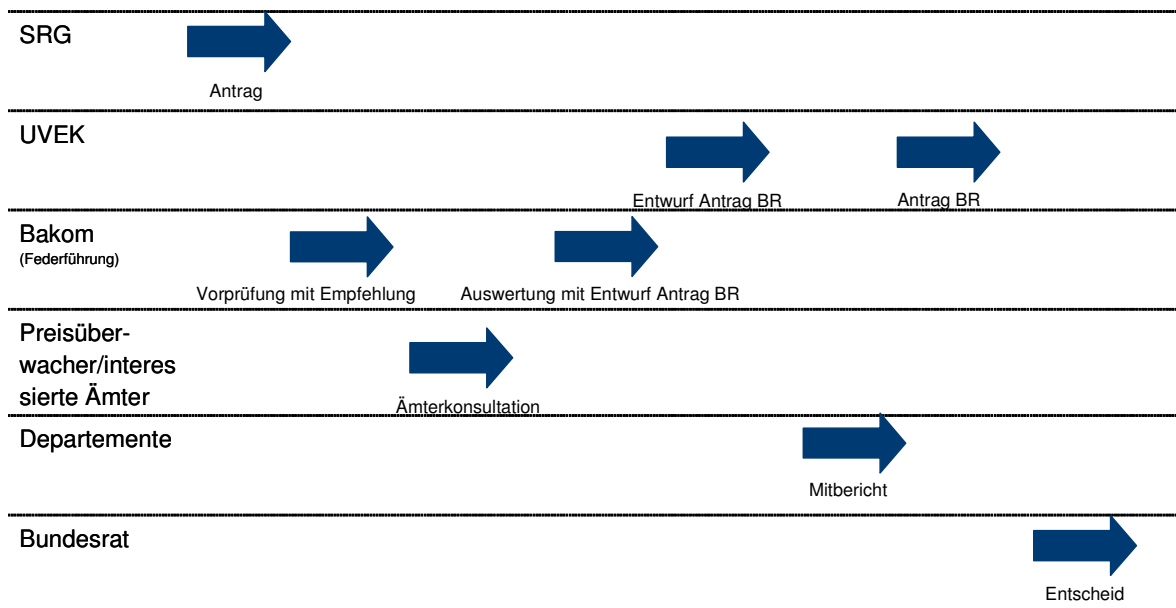 SRG
Antrag
UVEK
Entwurf Antrag BR
Antrag BR
Bakom
(Federführung)
Vorprüfung mit Empfehlung
Auswertung mit Entwurf Antrag BR
Preisüber-
wacher/interes
sierte Ämter
Ämterkonsultation
Departemente
Mitbericht
Bundesrat
Entscheid